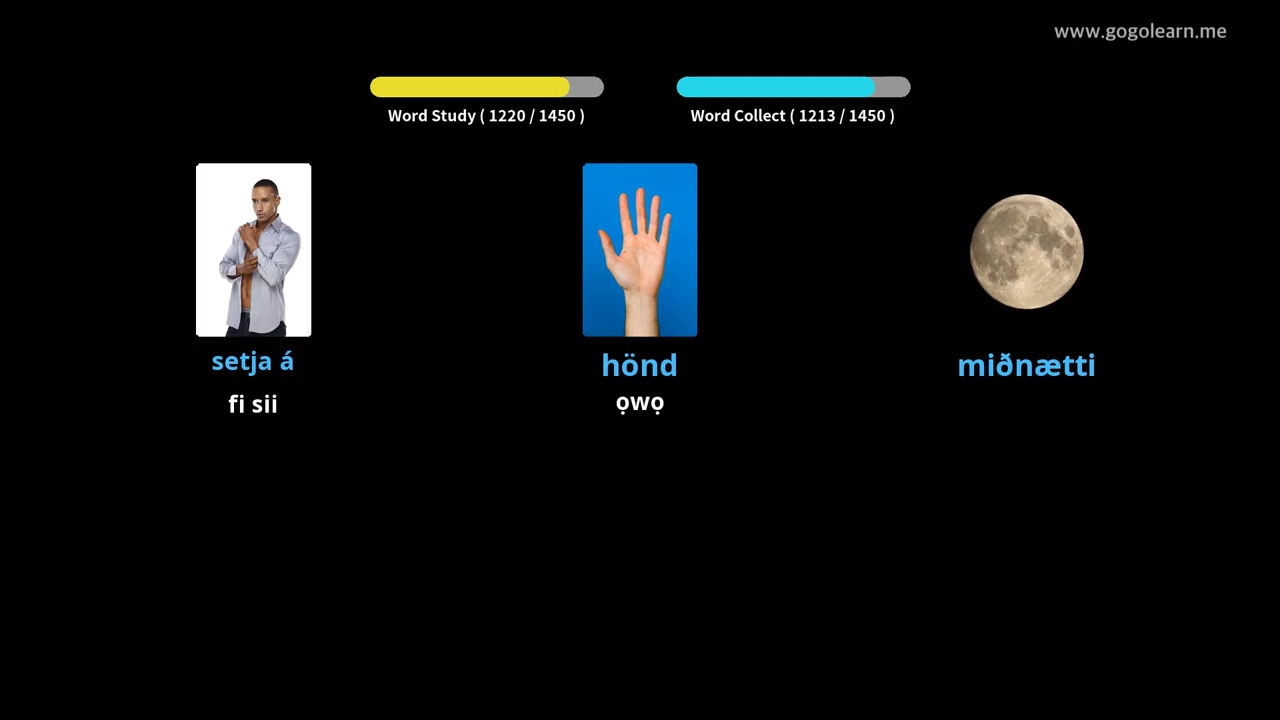 www.gogolearn.me
Word Study ( 1220 / 1450 )
Word Collect ( 1213 / 1450 )
setja á
fi sii
hönd
ọwọ
miðnætti